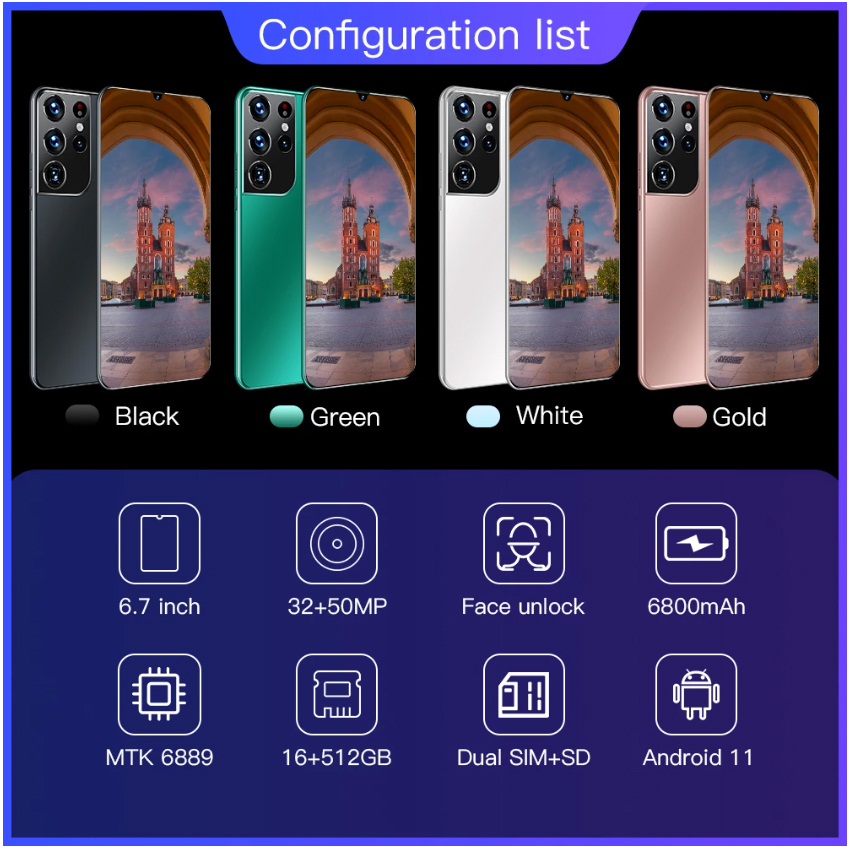 Configuration list
Black
Green
White
Gold
6.7 inch
32+50MP
Face unlock
6800mAh
MTK 6889
16+512GB
Dual SIM+SD
Android 11